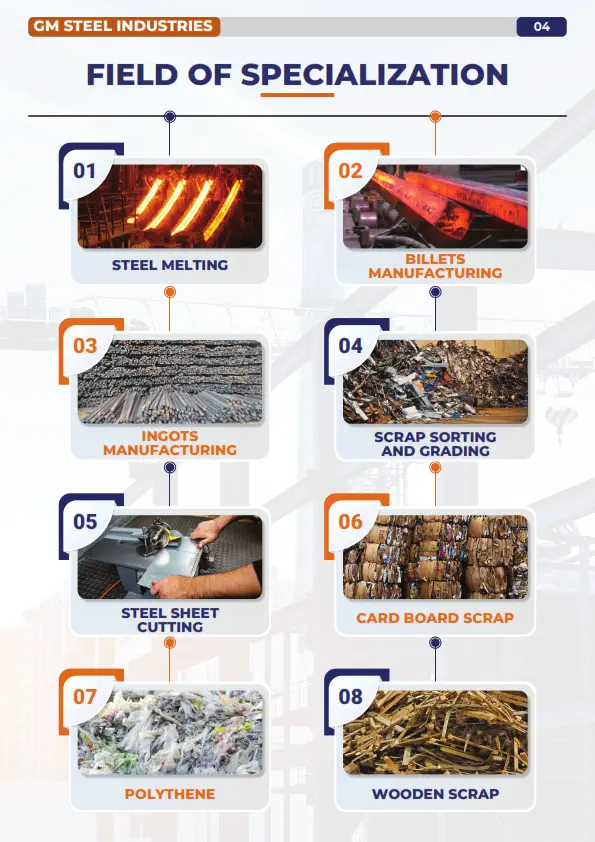 GM STEEL INDUSTRIES
04
FIELD OF SPECIALIZATION
01
STEEL MELTING
02
BILLETS
MANUFACTURING
03
INGOTS
MANUFACTURING
04
SCRAP SORTING
AND GRADING
05
STEEL SHEET
CUTTING
06
CARD BOARD SCRAP
07
POLYTHENE
08
WOODEN SCRAP